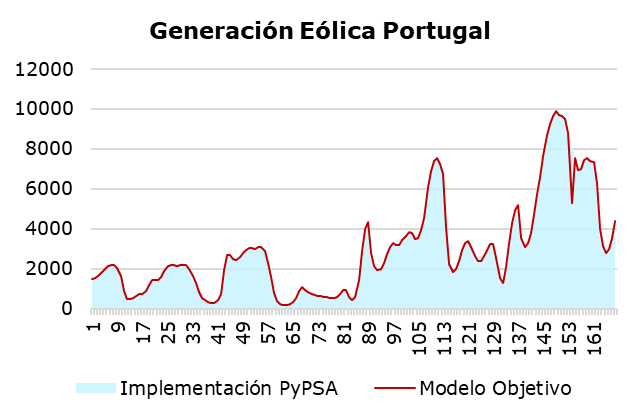 Generación Eólica Portugal
12000
10000
8000
6000
4000
2000
0
1 9 17 25 33 41 49 57 65 73 81 89 97 105 113 121 129 137 145 153 161
Implementación PyPSA Modelo Objetivo